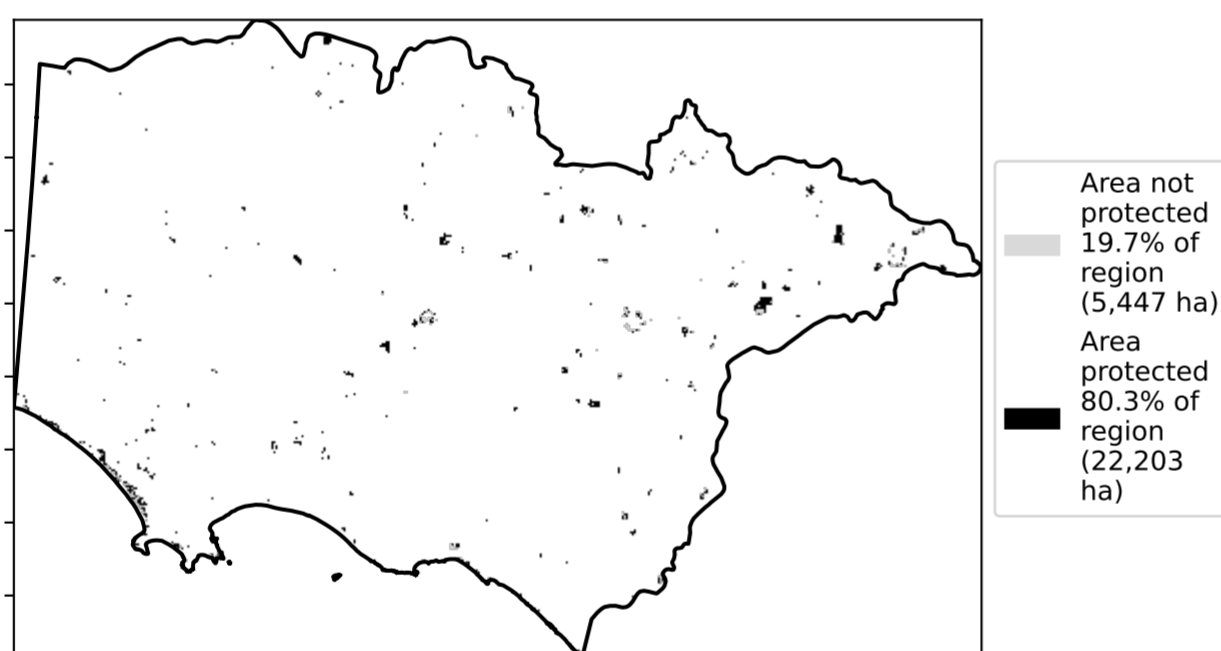 Area not
protected
19.7% of
region
(5,447 ha)
Area
protected
80.3% of
region
(22,203
ha)